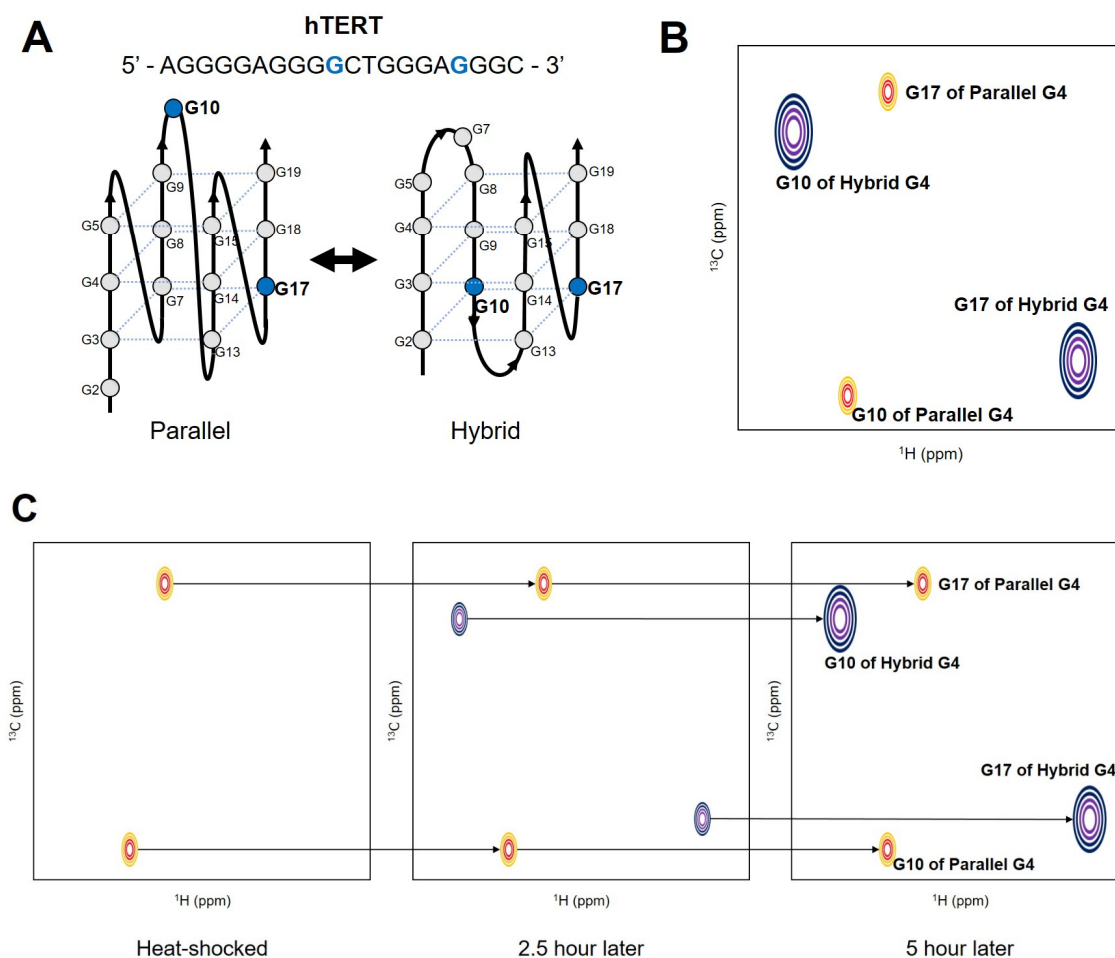 A
hTERT
5' - AGGGGAGGGGCTGGGAGGGC - 3'
G10
G9
G5
G8
G15
G4
G7
G14
G3
G13
G2
G19
G18
G17
Parallel
G7
G5
G8
G4
G9
G15
G3
G10
G14
G2
G13
G19
G18
G17
Hybrid
B
13C (ppm)
G17 of Parallel G4
G10 of Hybrid G4
G17 of Hybrid G4
G10 of Parallel G4
1H (ppm)
C
13C (ppm)
1H (ppm)
Heat-shocked
13C (ppm)
1H (ppm)
2.5 hour later
13C (ppm)
G17 of Parallel G4
G10 of Hybrid G4
G17 of Hybrid G4
G10 of Parallel G4
1H (ppm)
5 hour later